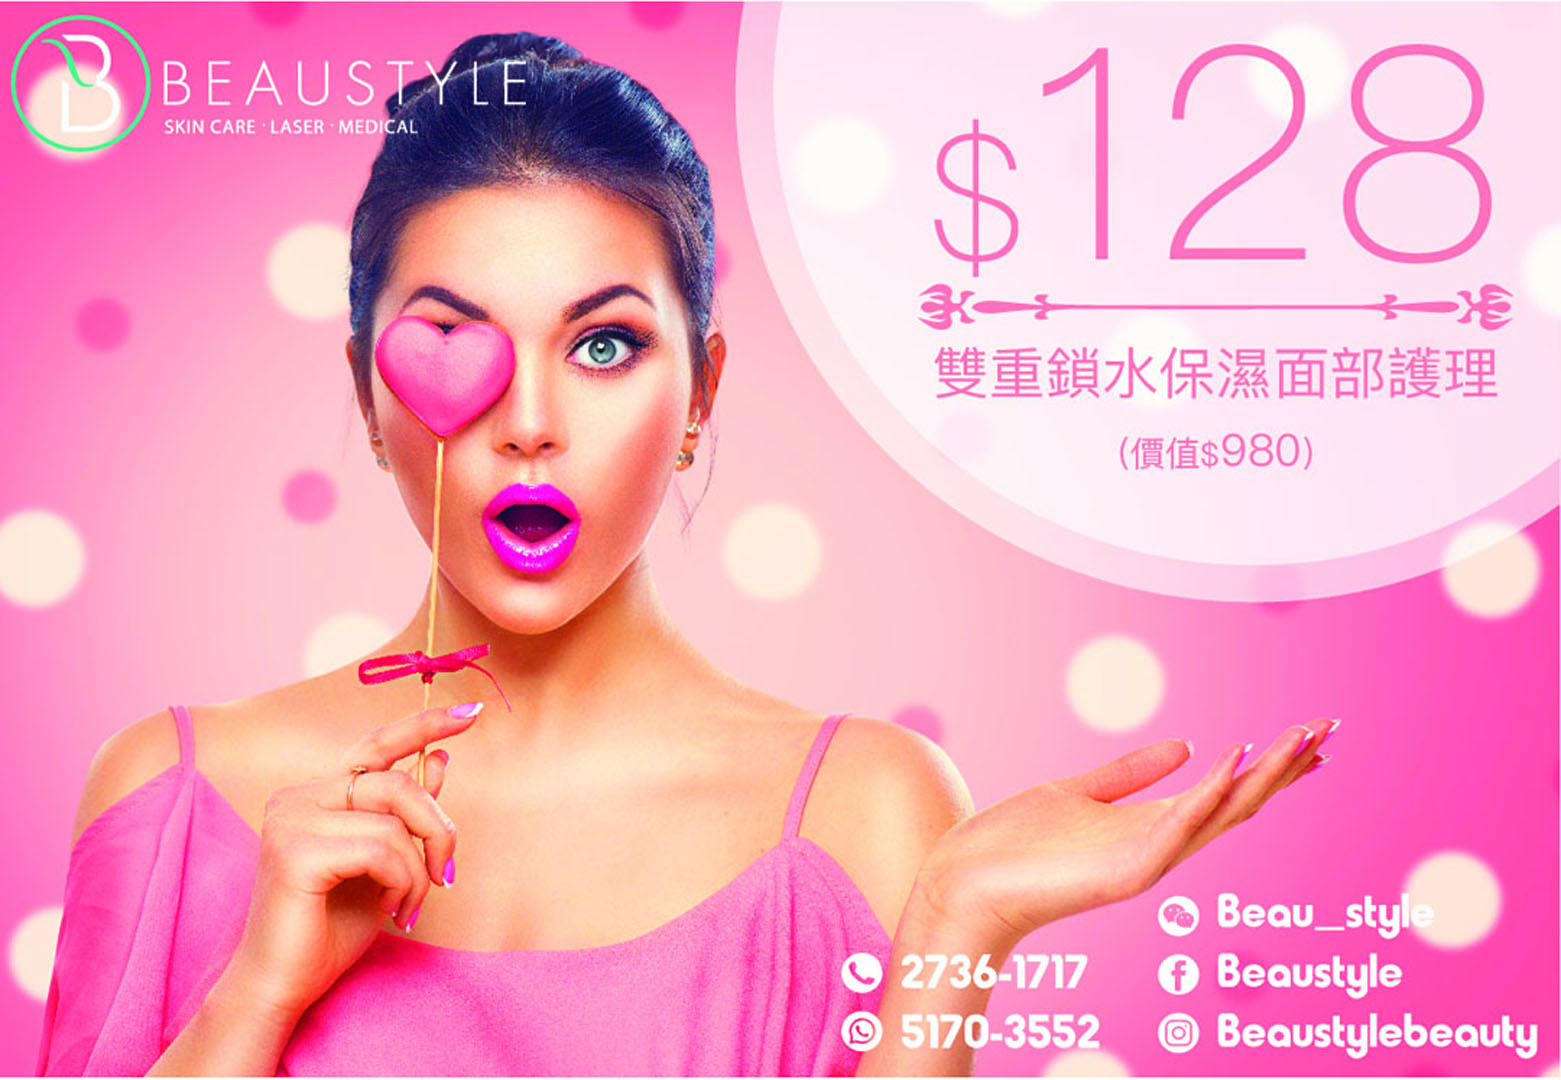 BEAUSTYLE
SKIN CARE · LASER · MEDICAL
$128
雙重鎖水保濕面部護理
(價值$980)
Beau_style
2736-1717
Beaustyle
5170-3552
Beaustylebeauty